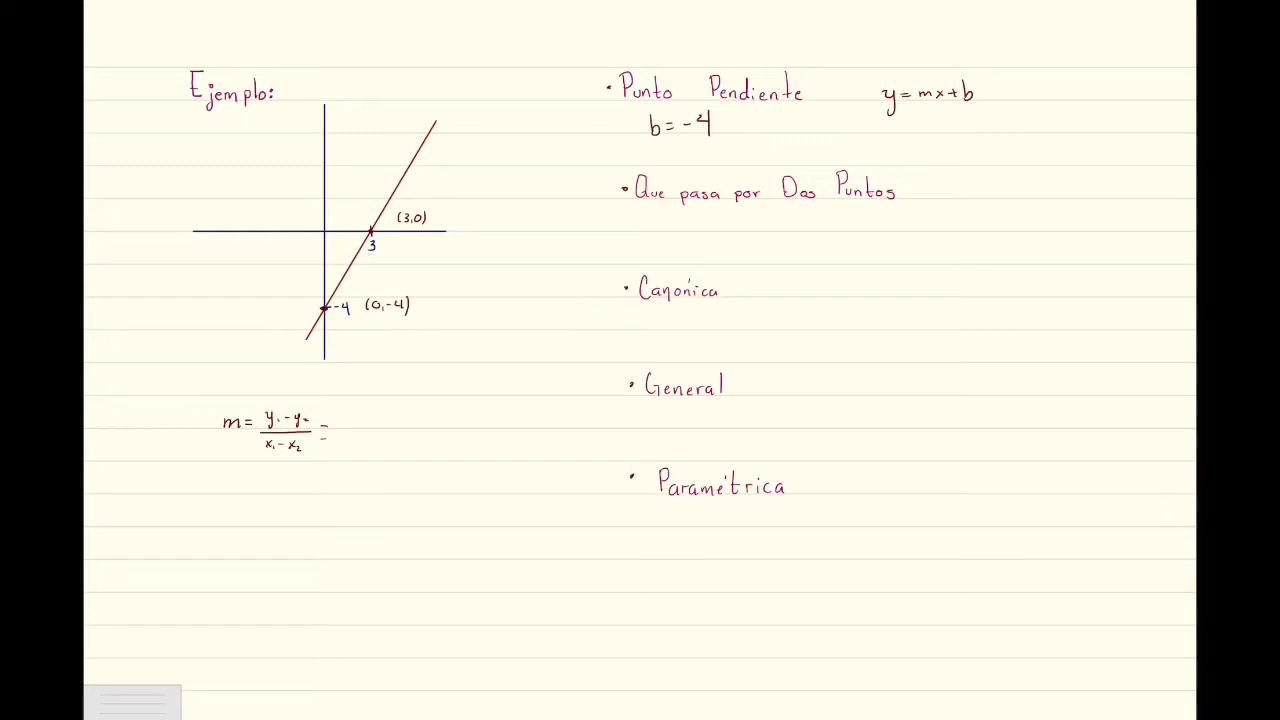 Ejemplo:
(3,0)
3
-4 (0,-4)
m = y₁ - y₂ / x₁ - x₂ =
· Punto Pendiente y = mx + b
b = -4
· Que pasa por Dos Puntos
· Canónica
· General
· Paramétrica